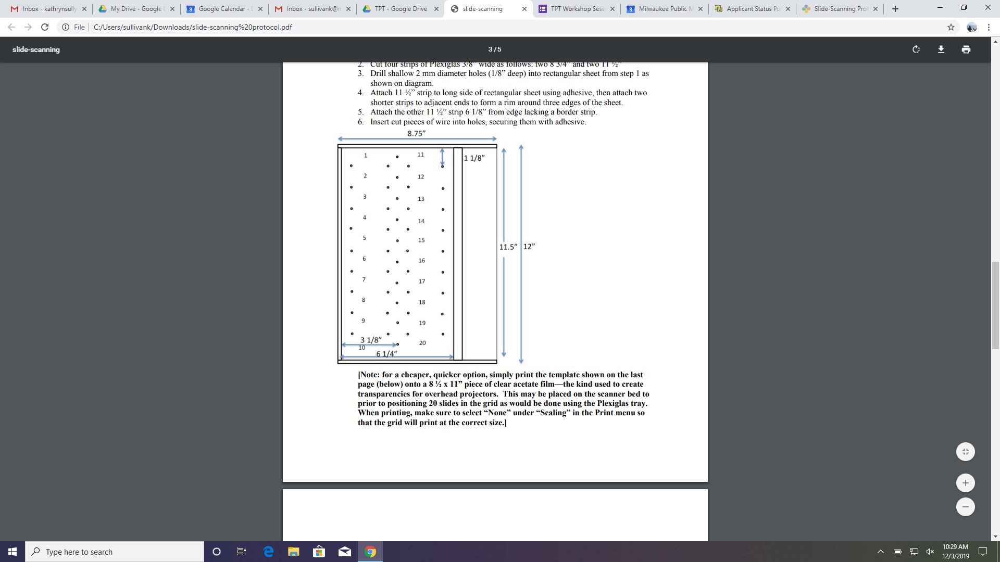 Inbox - kathrynsully
My Drive - Google
3 Google Calendar -
Inbox - sullivank@
TPT - Google Drive
slide-scanning
TPT Workshop Sess
3 Milwaukee Public M
Applicant Status Po
Slide-Scanning Prot
File C:/Users/sullivank/Downloads/slide-scanning%20protocol.pdf
slide-scanning
3 / 5
2. Cut four strips of Plexiglas 3/8” wide as follows: two 8 3/4” and two 11 ½”
3. Drill shallow 2 mm diameter holes (1/8” deep) into rectangular sheet from step 1 as
shown on diagram.
4. Attach 11 ½” strip to long side of rectangular sheet using adhesive, then attach two
shorter strips to adjacent ends to form a rim around three edges of the sheet.
5. Attach the other 11 ½” strip 6 1/8” from edge lacking a border strip.
6. Insert cut pieces of wire into holes, securing them with adhesive.
8.75”
1 11
1 1/8”
2 12
3 13
4 14
5 15
11.5” 12”
6 16
7 17
8 18
9 19
3 1/8”
10 20
6 1/4”
[Note: for a cheaper, quicker option, simply print the template shown on the last
page (below) onto a 8 ½ x 11” piece of clear acetate film—the kind used to create
transparencies for overhead projectors. This may be placed on the scanner bed to
prior to positioning 20 slides in the grid as would be done using the Plexiglas tray.
When printing, make sure to select “None” under “Scaling” in the Print menu so
that the grid will print at the correct size.]
Type here to search
10:29 AM
12/3/2019